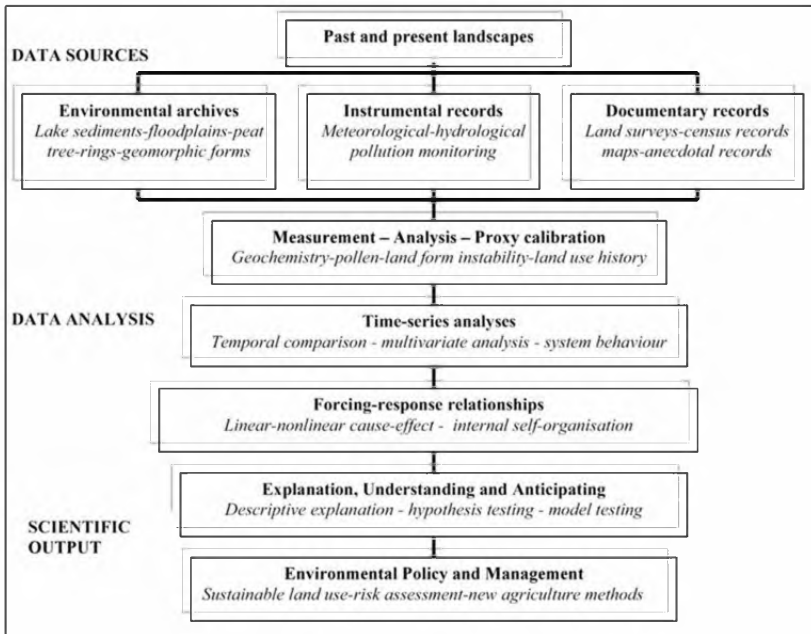 Past and present landscapes
DATA SOURCES
Environmental archives
Lake sediments-floodplains-peat
tree-rings-geomorphic forms
Instrumental records
Meteorological-hydrological
pollution monitoring
Documentary records
Land surveys-census records
maps-anecdotal records
Measurement – Analysis – Proxy calibration
Geochemistry-pollen-land form instability-land use history
DATA ANALYSIS
Time-series analyses
Temporal comparison - multivariate analysis - system behaviour
Forcing-response relationships
Linear-nonlinear cause-effect - internal self-organisation
Explanation, Understanding and Anticipating
Descriptive explanation - hypothesis testing - model testing
SCIENTIFIC
OUTPUT
Environmental Policy and Management
Sustainable land use-risk assessment-new agriculture methods